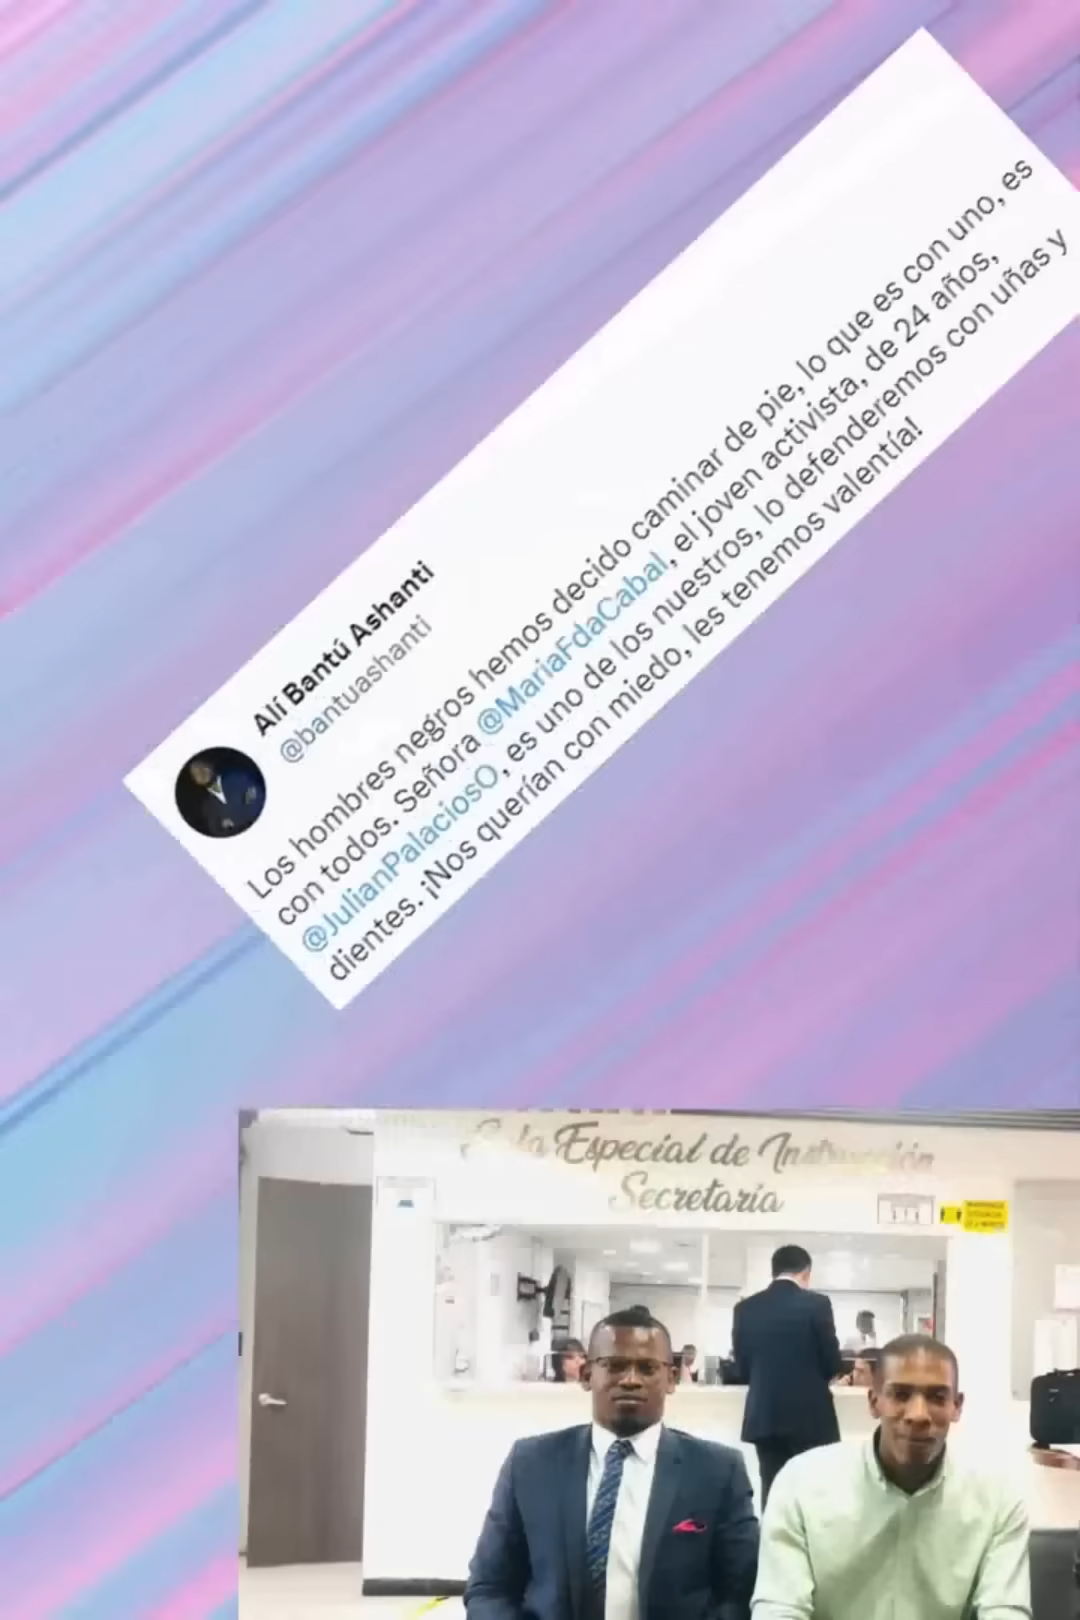 Alí Bantú Ashanti
@bantuashanti
Los hombres negros hemos decido caminar de pie, lo que es con uno, es
con todos. Señora @MariaFdaCabal, el joven activista, de 24 años,
@JulianPalaciosO, es uno de los nuestros, lo defenderemos con uñas y
dientes. ¡Nos querían con miedo, les tenemos valentía!
Sala Especial de Instrucción
Secretaría